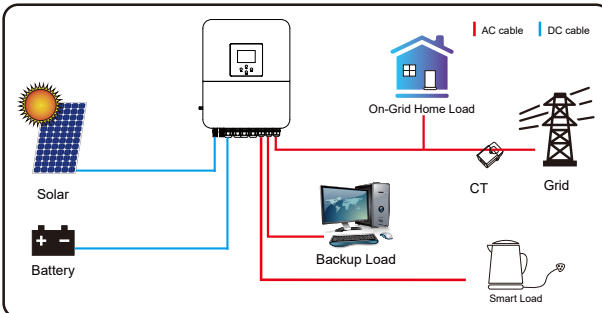 AC cable
DC cable
On-Grid Home Load
Solar
CT
Grid
Battery
Backup Load
Smart Load